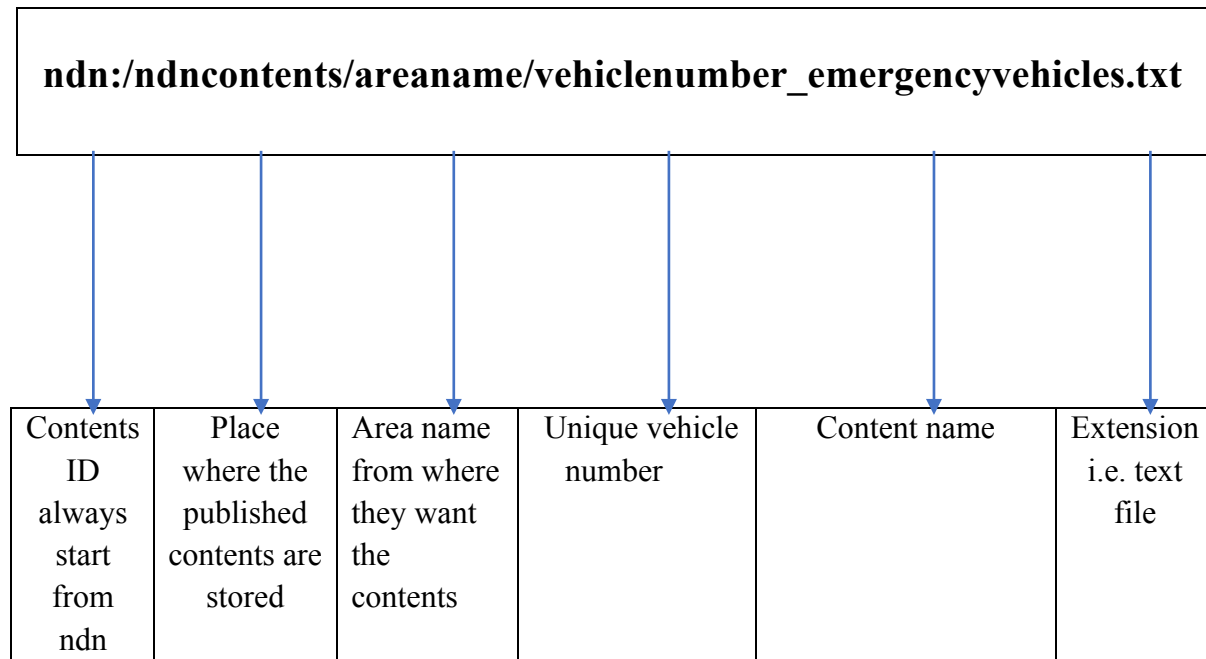 ndn:/ndncontents/areaname/vehiclenumber_emergencyvehicles.txt
Contents
ID
always
start
from
ndn
Place
where the
published
contents are
stored
Area name
from where
they want
the
contents
Unique vehicle
number
Content name
Extension
i.e. text
file